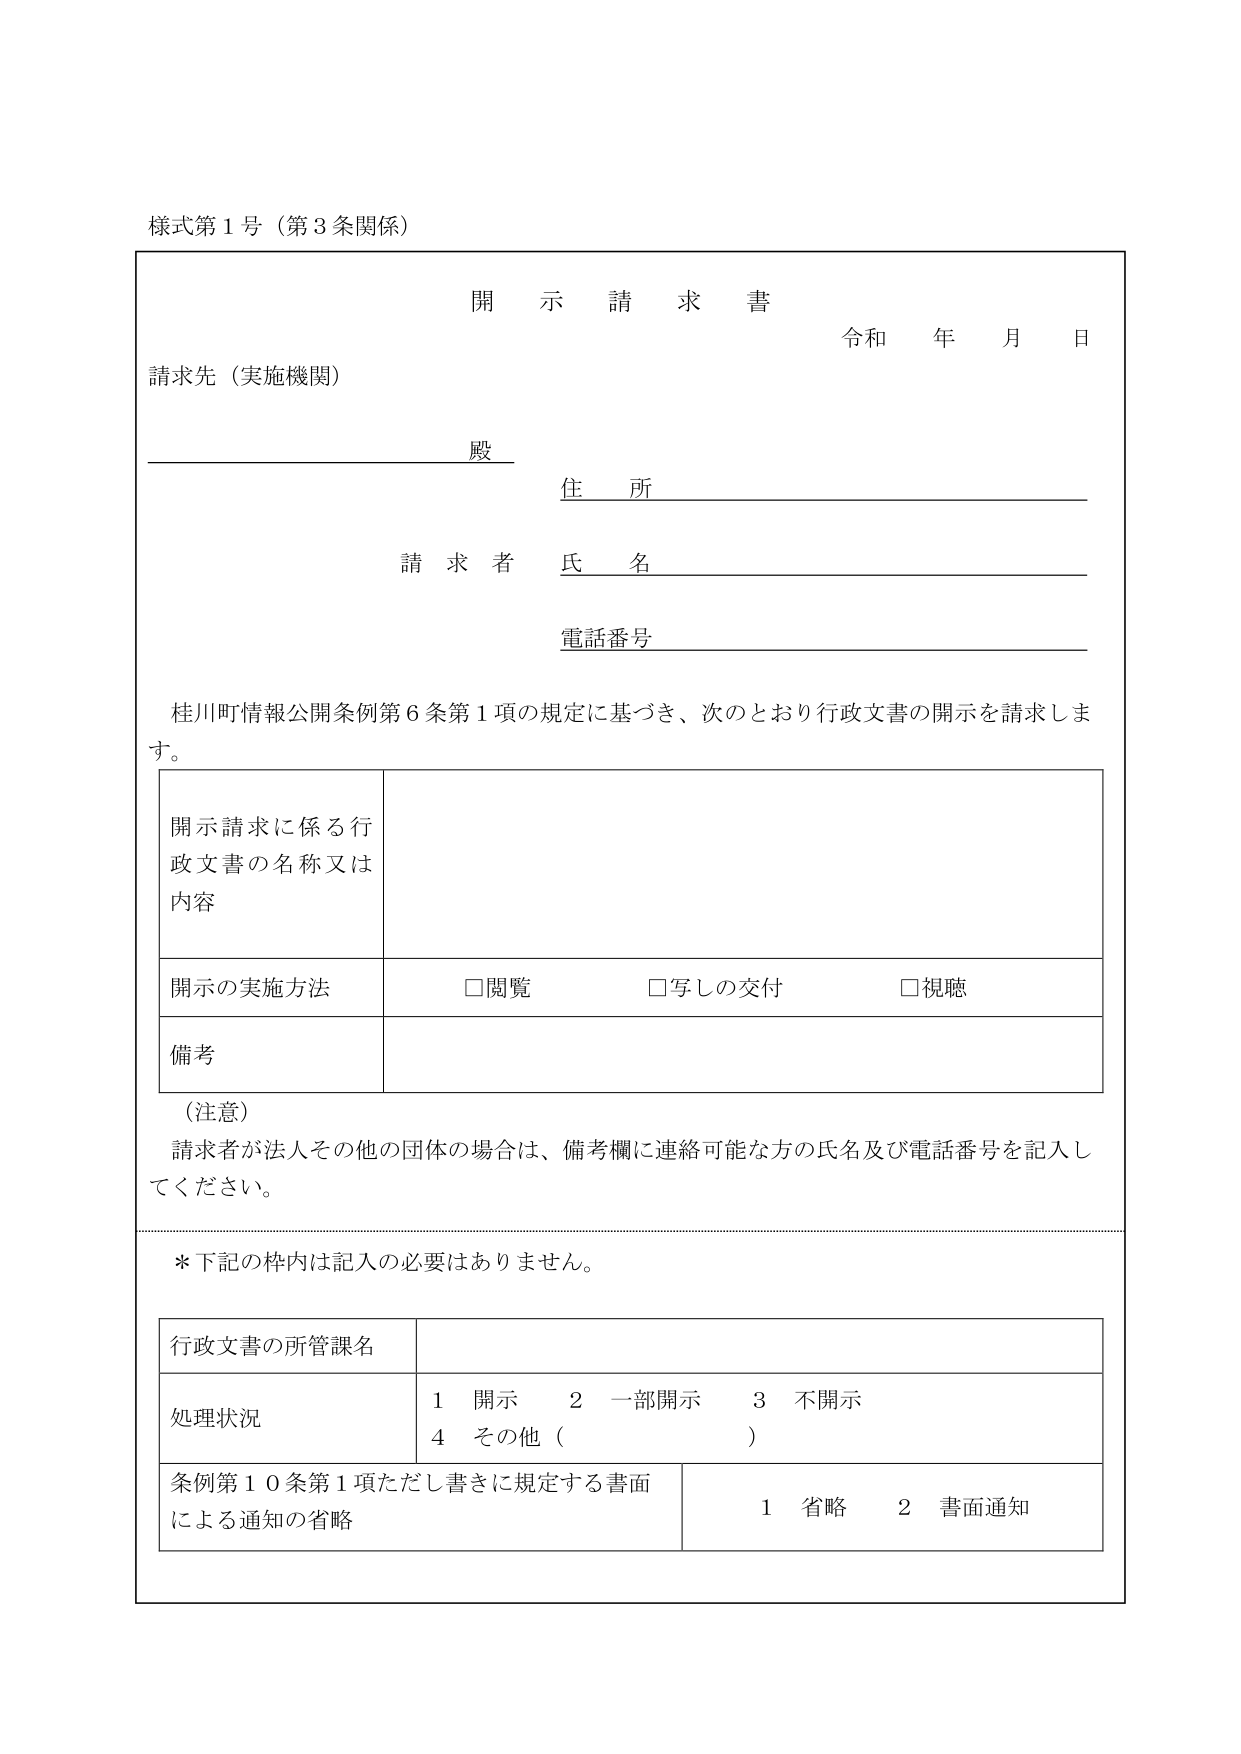 様式第１号（第３条関係）
開　示　請　求　書
令和　　年　　月　　日
請求先（実施機関）
殿
住　　所
請　求　者　　氏　　名
電話番号
桂川町情報公開条例第６条第１項の規定に基づき、次のとおり行政文書の開示を請求しま
す。
開示請求に係る行
政文書の名称又は
内容
開示の実施方法　□閲覧　□写しの交付　□視聴
備考
（注意）
請求者が法人その他の団体の場合は、備考欄に連絡可能な方の氏名及び電話番号を記入し
てください。
＊下記の枠内は記入の必要はありません。
行政文書の所管課名
処理状況
１　開示　　２　一部開示　　３　不開示
４　その他（　　　　　　　　）
条例第１０条第１項ただし書きに規定する書面
による通知の省略
１　省略　　２　書面通知